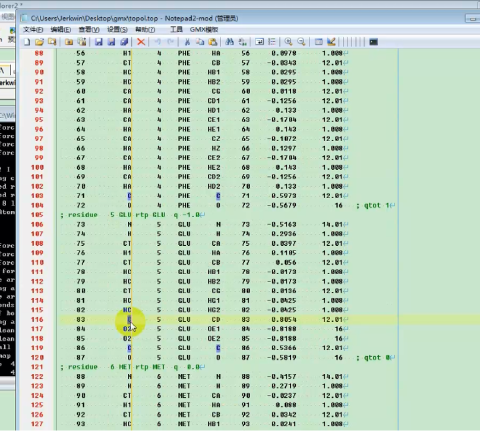 C:\Users\Jerkwin\Desktop\gmx\topol.top - Notepad2-mod (管理员)
文件(F) 编辑(E) 查看(V) 设置(S) 帮助(?) 工具 GMX模板
88 56 H1 4 PHE HA 56 0.0978 1.008
89 57 CT 4 PHE CB 57 -0.0343 12.01
90 58 HC 4 PHE HB1 58 0.0295 1.008
91 59 HC 4 PHE HB2 59 0.0295 1.008
92 60 CA 4 PHE CG 60 0.0118 12.01
93 61 CA 4 PHE CD1 61 -0.1256 12.01
94 62 HA 4 PHE HD1 62 0.133 1.008
95 63 CA 4 PHE CE1 63 -0.1704 12.01
96 64 HA 4 PHE HE1 64 0.143 1.008
97 65 CA 4 PHE CZ 65 -0.1072 12.01
98 66 HA 4 PHE HZ 66 0.1297 1.008
99 67 CA 4 PHE CE2 67 -0.1704 12.01
100 68 HA 4 PHE HE2 68 0.143 1.008
101 69 CA 4 PHE CD2 69 -0.1256 12.01
102 70 HA 4 PHE HD2 70 0.133 1.008
103 71 C 4 PHE C 71 0.5973 12.01
104 72 O 4 PHE O 72 -0.5679 16 ; qtot 1
105 ; residue 5 GLU rtp GLU q -1.0
106 73 N 5 GLU N 73 -0.5163 14.01
107 74 H 5 GLU H 74 0.2936 1.008
108 75 CT 5 GLU CA 75 0.0397 12.01
109 76 H1 5 GLU HA 76 0.1105 1.008
110 77 CT 5 GLU CB 77 0.056 12.01
111 78 HC 5 GLU HB1 78 -0.0173 1.008
112 79 HC 5 GLU HB2 79 -0.0173 1.008
113 80 CT 5 GLU CG 80 0.0136 12.01
114 81 HC 5 GLU HG1 81 -0.0425 1.008
115 82 HC 5 GLU HG2 82 -0.0425 1.008
116 83 C 5 GLU CD 83 0.8054 12.01
117 84 O2 5 GLU OE1 84 -0.8188 16
118 85 O2 5 GLU OE2 85 -0.8188 16
119 86 C 5 GLU C 86 0.5366 12.01
120 87 O 5 GLU O 87 -0.5819 16 ; qtot 0
121 ; residue 6 MET rtp MET q 0.0
122 88 N 6 MET N 88 -0.4157 14.01
123 89 H 6 MET H 89 0.2719 1.008
124 90 CT 6 MET CA 90 -0.0237 12.01
125 91 H1 6 MET HA 91 0.088 1.008
126 92 CT 6 MET CB 92 0.0342 12.01
127 93 HC 6 MET HB1 93 0.0241 1.008